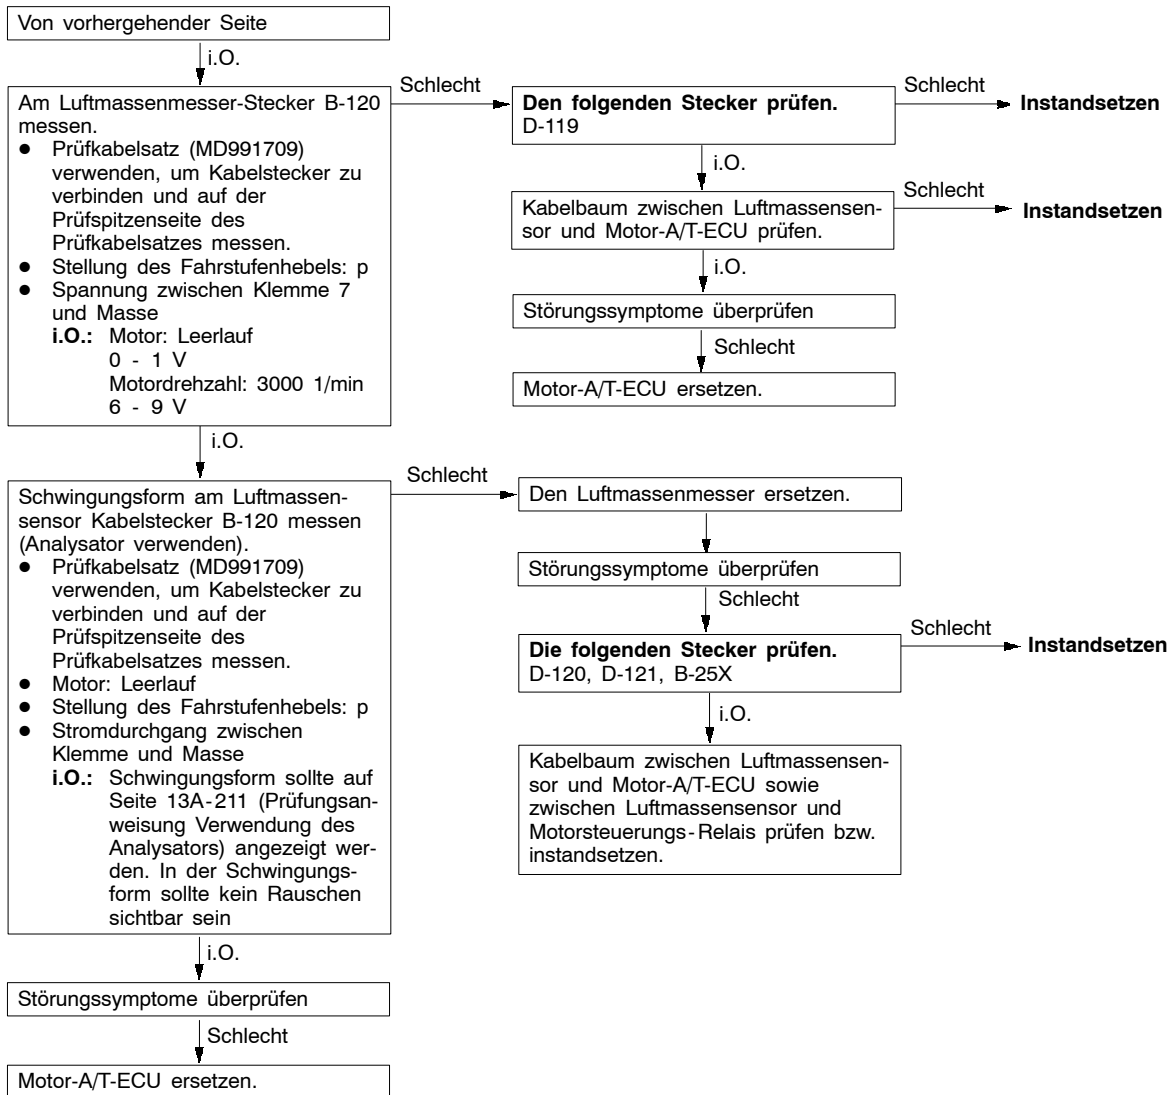 Von vorhergehender Seite
i.O.
Am Luftmassenmesser-Stecker B-120
messen.
● Prüfkabelsatz (MD991709)
verwenden, um Kabelstecker zu
verbinden und auf der
Prüfspitzenseite des
Prüfkabelsatzes messen.
● Stellung des Fahrstufenhebels: p
● Spannung zwischen Klemme 7
und Masse
i.O.: Motor: Leerlauf
0 - 1 V
Motordrehzahl: 3000 1/min
6 - 9 V
Schlecht
Den folgenden Stecker prüfen.
D-119
Schlecht
Instandsetzen
i.O.
Kabelbaum zwischen Luftmassensen-
sor und Motor-A/T-ECU prüfen.
Schlecht
Instandsetzen
i.O.
Störungssymptome überprüfen
Schlecht
Motor-A/T-ECU ersetzen.
i.O.
Schwingungsform am Luftmassen-
sensor Kabelstecker B-120 messen
(Analysator verwenden).
● Prüfkabelsatz (MD991709)
verwenden, um Kabelstecker zu
verbinden und auf der
Prüfspitzenseite des
Prüfkabelsatzes messen.
● Motor: Leerlauf
● Stellung des Fahrstufenhebels: p
● Stromdurchgang zwischen
Klemme und Masse
i.O.: Schwingungsform sollte auf
Seite 13A-211 (Prüfungsan-
weisung Verwendung des
Analysators) angezeigt wer-
den. In der Schwingungs-
form sollte kein Rauschen
sichtbar sein
Schlecht
Den Luftmassenmesser ersetzen.
Störungssymptome überprüfen
Schlecht
Die folgenden Stecker prüfen.
D-120, D-121, B-25X
Schlecht
Instandsetzen
i.O.
Kabelbaum zwischen Luftmassensen-
sor und Motor-A/T-ECU sowie
zwischen Luftmassensensor und
Motorsteuerungs-Relais prüfen bzw.
instandsetzen.
i.O.
Störungssymptome überprüfen
Schlecht
Motor-A/T-ECU ersetzen.